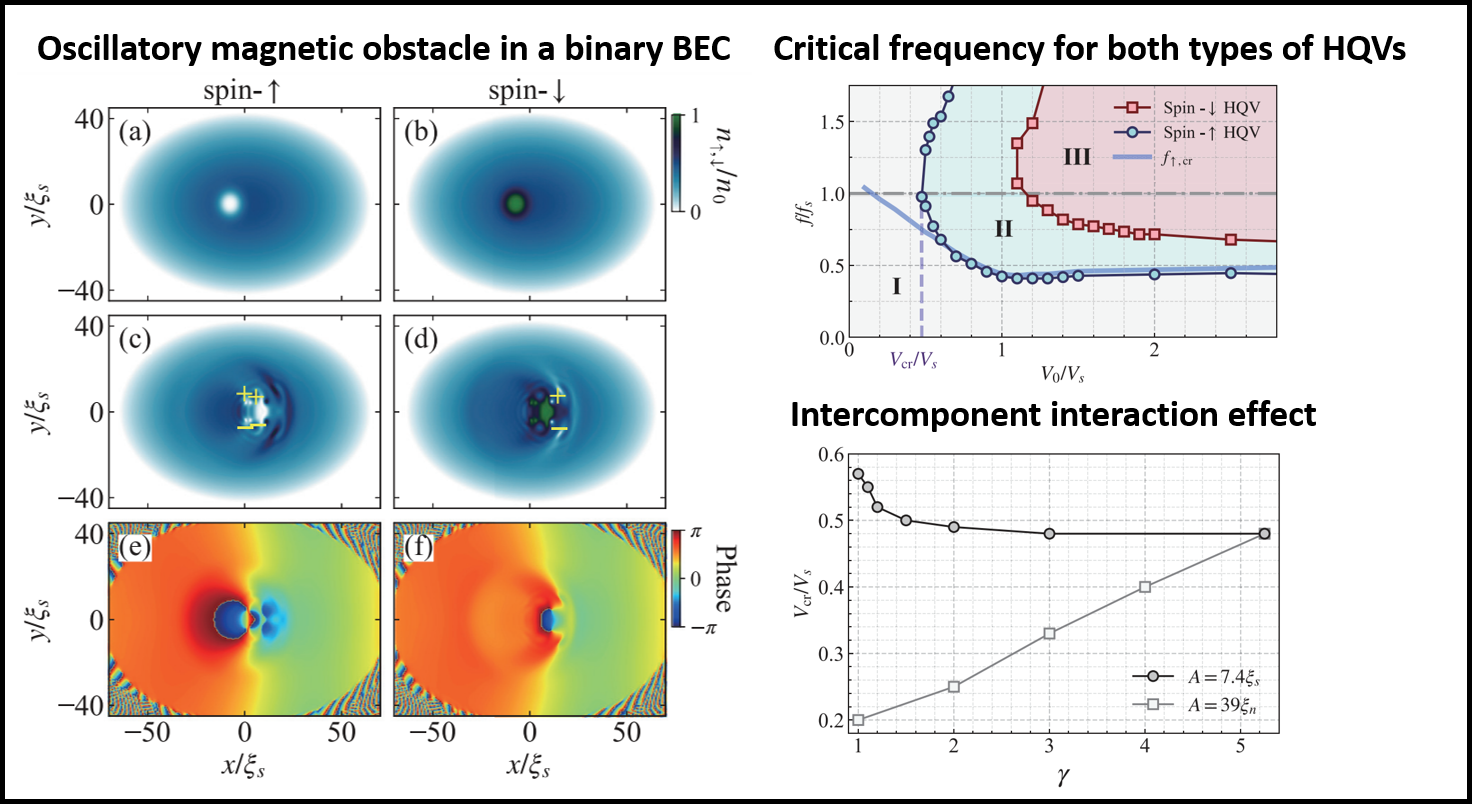 Oscillatory magnetic obstacle in a binary BEC
spin-↑
spin-↓
(a)
(b)
40
0
−40
y/ξs
1
0
n↑,↓/n0
(c)
(d)
40
0
−40
y/ξs
(e)
(f)
40
0
−40
y/ξs
π
0
−π
Phase
−50 0 50
−50 0 50
x/ξs
x/ξs
Critical frequency for both types of HQVs
1.5
1.0
0.5
0.0
f/fs
Spin -↓ HQV
Spin -↑ HQV
f↑,cr
III
II
I
0 1 2
Vcr/Vs
V0/Vs
Intercomponent interaction effect
0.6
0.5
0.4
0.3
0.2
Vcr/Vs
A = 7.4ξs
A = 39ξn
1 2 3 4 5
γ